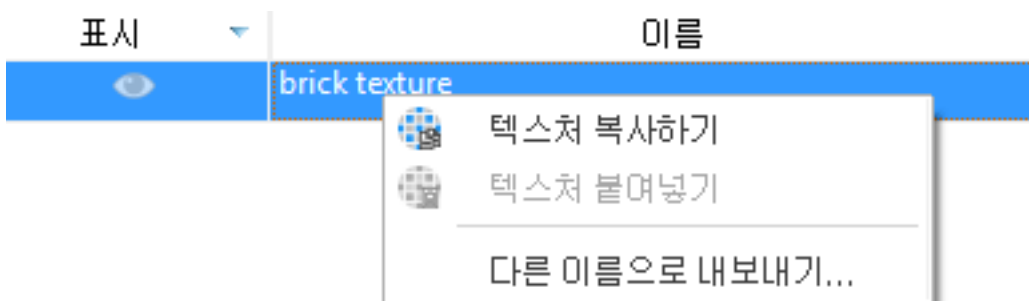 표시 이름
brick texture
텍스처 복사하기
텍스처 붙여넣기
다른 이름으로 내보내기...